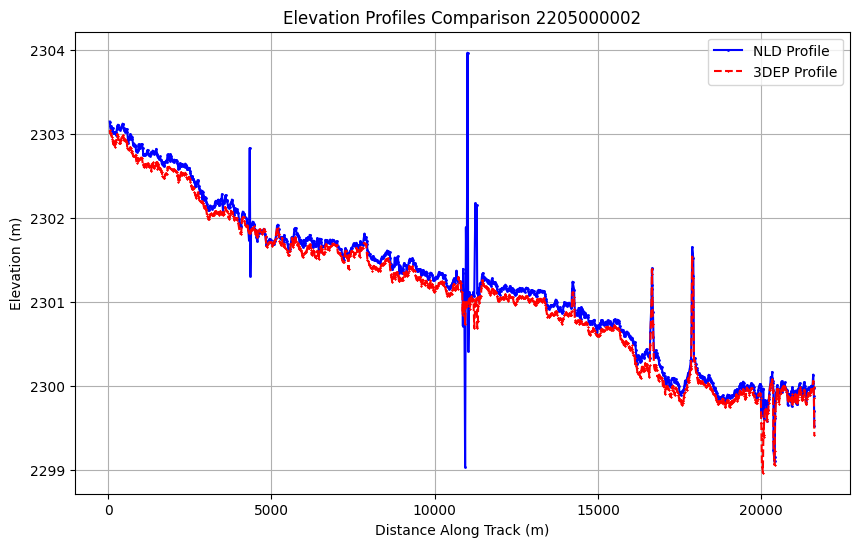 Elevation Profiles Comparison 2205000002
NLD Profile
3DEP Profile
Elevation (m)
2304
2303
2302
2301
2300
2299
0
5000
10000
15000
20000
Distance Along Track (m)